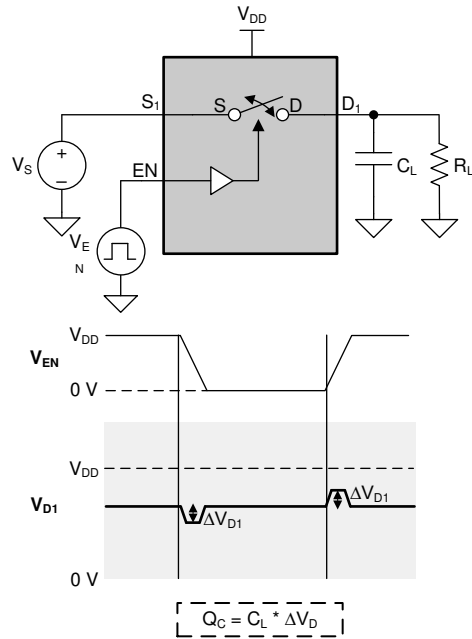 VDD
S1 S D D1
VS + − CL RL
EN
VE
N
VDD
VEN
0 V
VDD
VD1 ΔVD1 ΔVD1
0 V
QC = CL * ΔVD